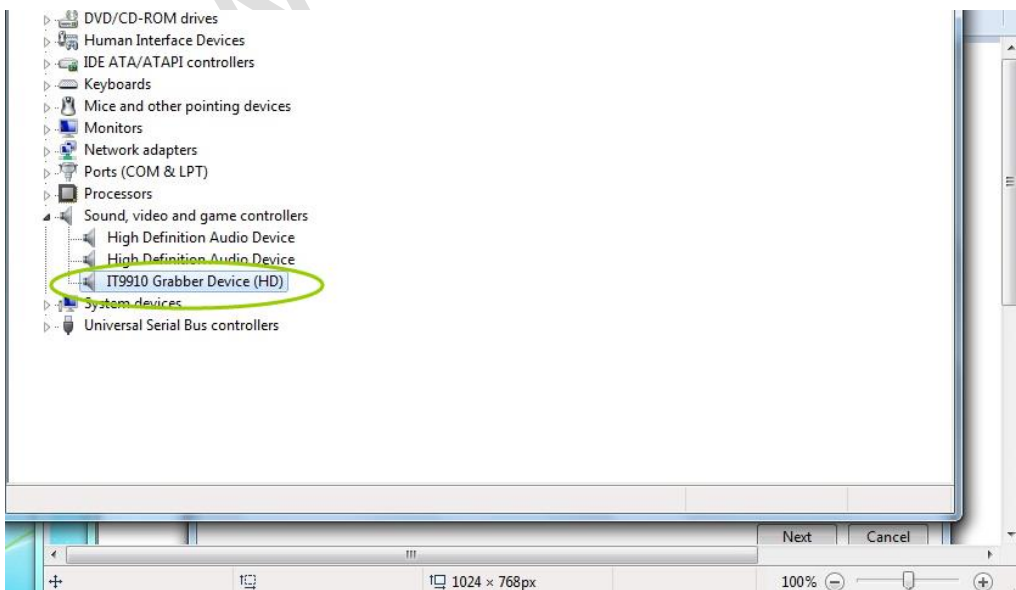 DVD/CD-ROM drives
Human Interface Devices
IDE ATA/ATAPI controllers
Keyboards
Mice and other pointing devices
Monitors
Network adapters
Ports (COM & LPT)
Processors
Sound, video and game controllers
High Definition Audio Device
High Definition Audio Device
IT9910 Grabber Device (HD)
System devices
Universal Serial Bus controllers
Next Cancel
1024 × 768px 100%